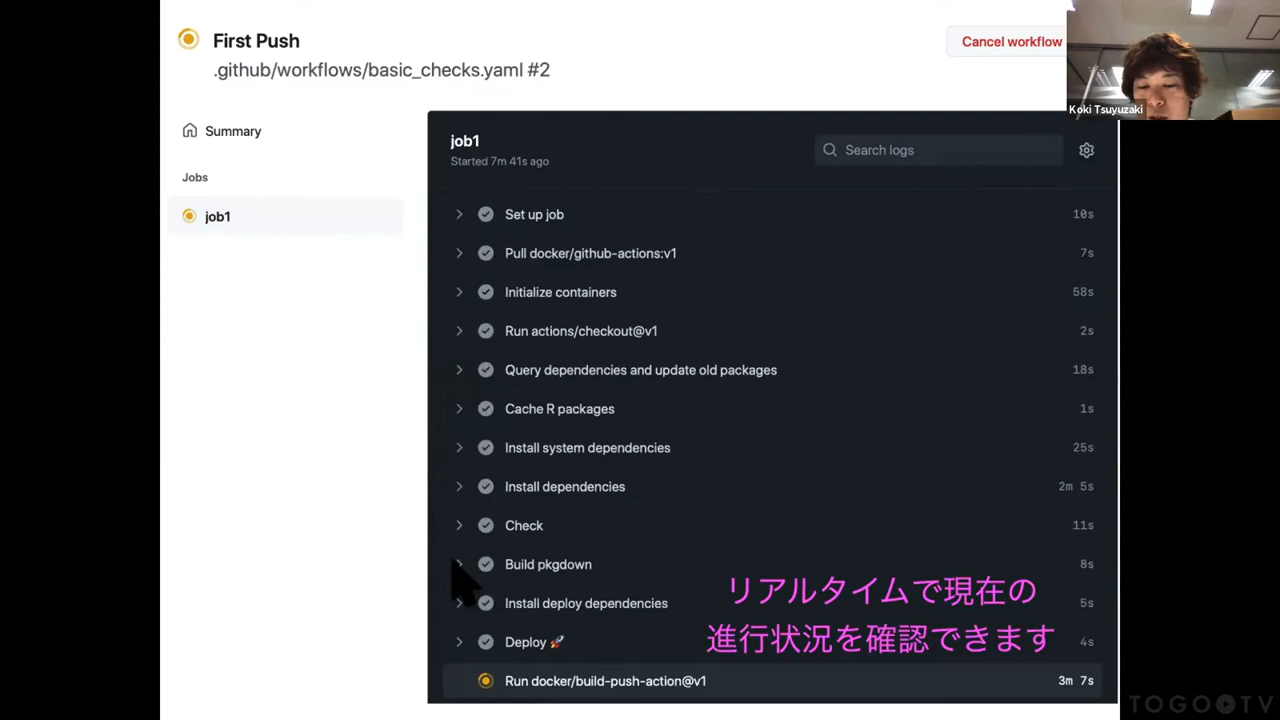 First Push
.github/workflows/basic_checks.yaml #2
Cancel workflow
Koki Tsuyuzaki
Summary
Jobs
job1
job1
Started 7m 41s ago
Search logs
Set up job 10s
Pull docker/github-actions:v1 7s
Initialize containers 58s
Run actions/checkout@v1 2s
Query dependencies and update old packages 18s
Cache R packages 1s
Install system dependencies 25s
Install dependencies 2m 5s
Check 11s
Build pkgdown 8s
Install deploy dependencies 5s
Deploy 🚀 4s
Run docker/build-push-action@v1 3m 7s
リアルタイムで現在の
進行状況を確認できます
TOGOTV